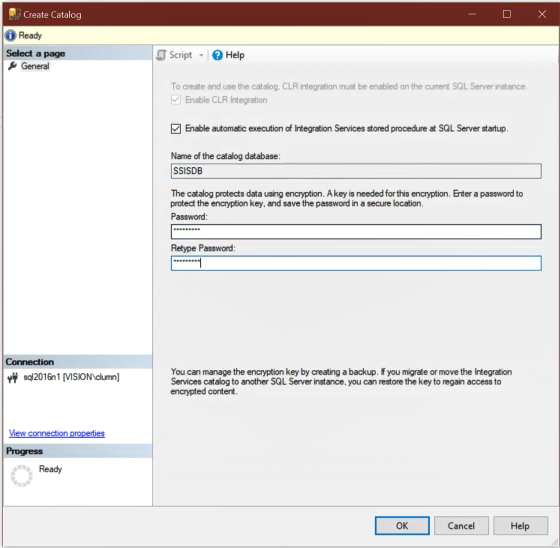 Create Catalog
Ready
Select a page
General
Script
Help
To create and use the catalog, CLR integration must be enabled on the current SQL Server instance.
Enable CLR Integration
Enable automatic execution of Integration Services stored procedure at SQL Server startup.
Name of the catalog database:
SSISDB
The catalog protects data using encryption. A key is needed for this encryption. Enter a password to
protect the encryption key, and save the password in a secure location.
Password:
*********
Retype Password:
*********
Connection
sql2016n1 [VISION\clumn]
View connection properties
Progress
Ready
You can manage the encryption key by creating a backup. If you migrate or move the Integration
Services catalog to another SQL Server instance, you can restore the key to regain access to
encrypted content.
OK
Cancel
Help